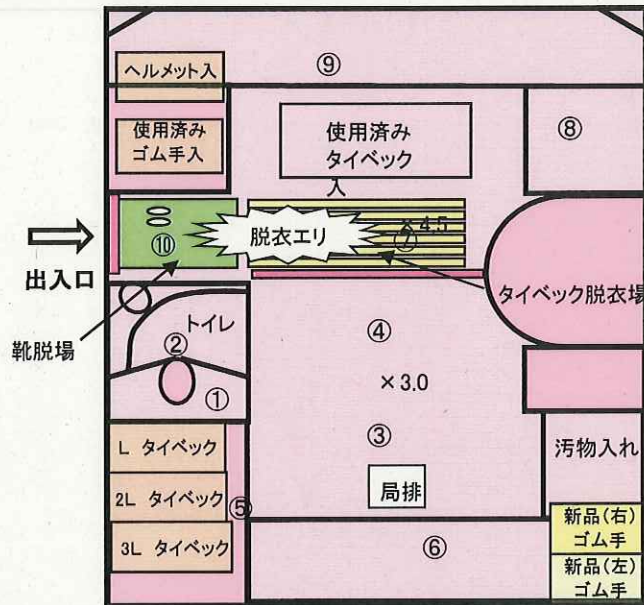 ⑨
ヘルメット入
使用済み
ゴム手入
使用済み
タイベック
入
⑧
出入口
⑩
脱衣エリ
×4.5
⑦
タイベック脱衣場
靴脱場
トイレ
②
①
④
×3.0
③
局排
L タイベック
2L タイベック
3L タイベック
⑤
⑥
汚物入れ
新品(右)
ゴム手
新品(左)
ゴム手